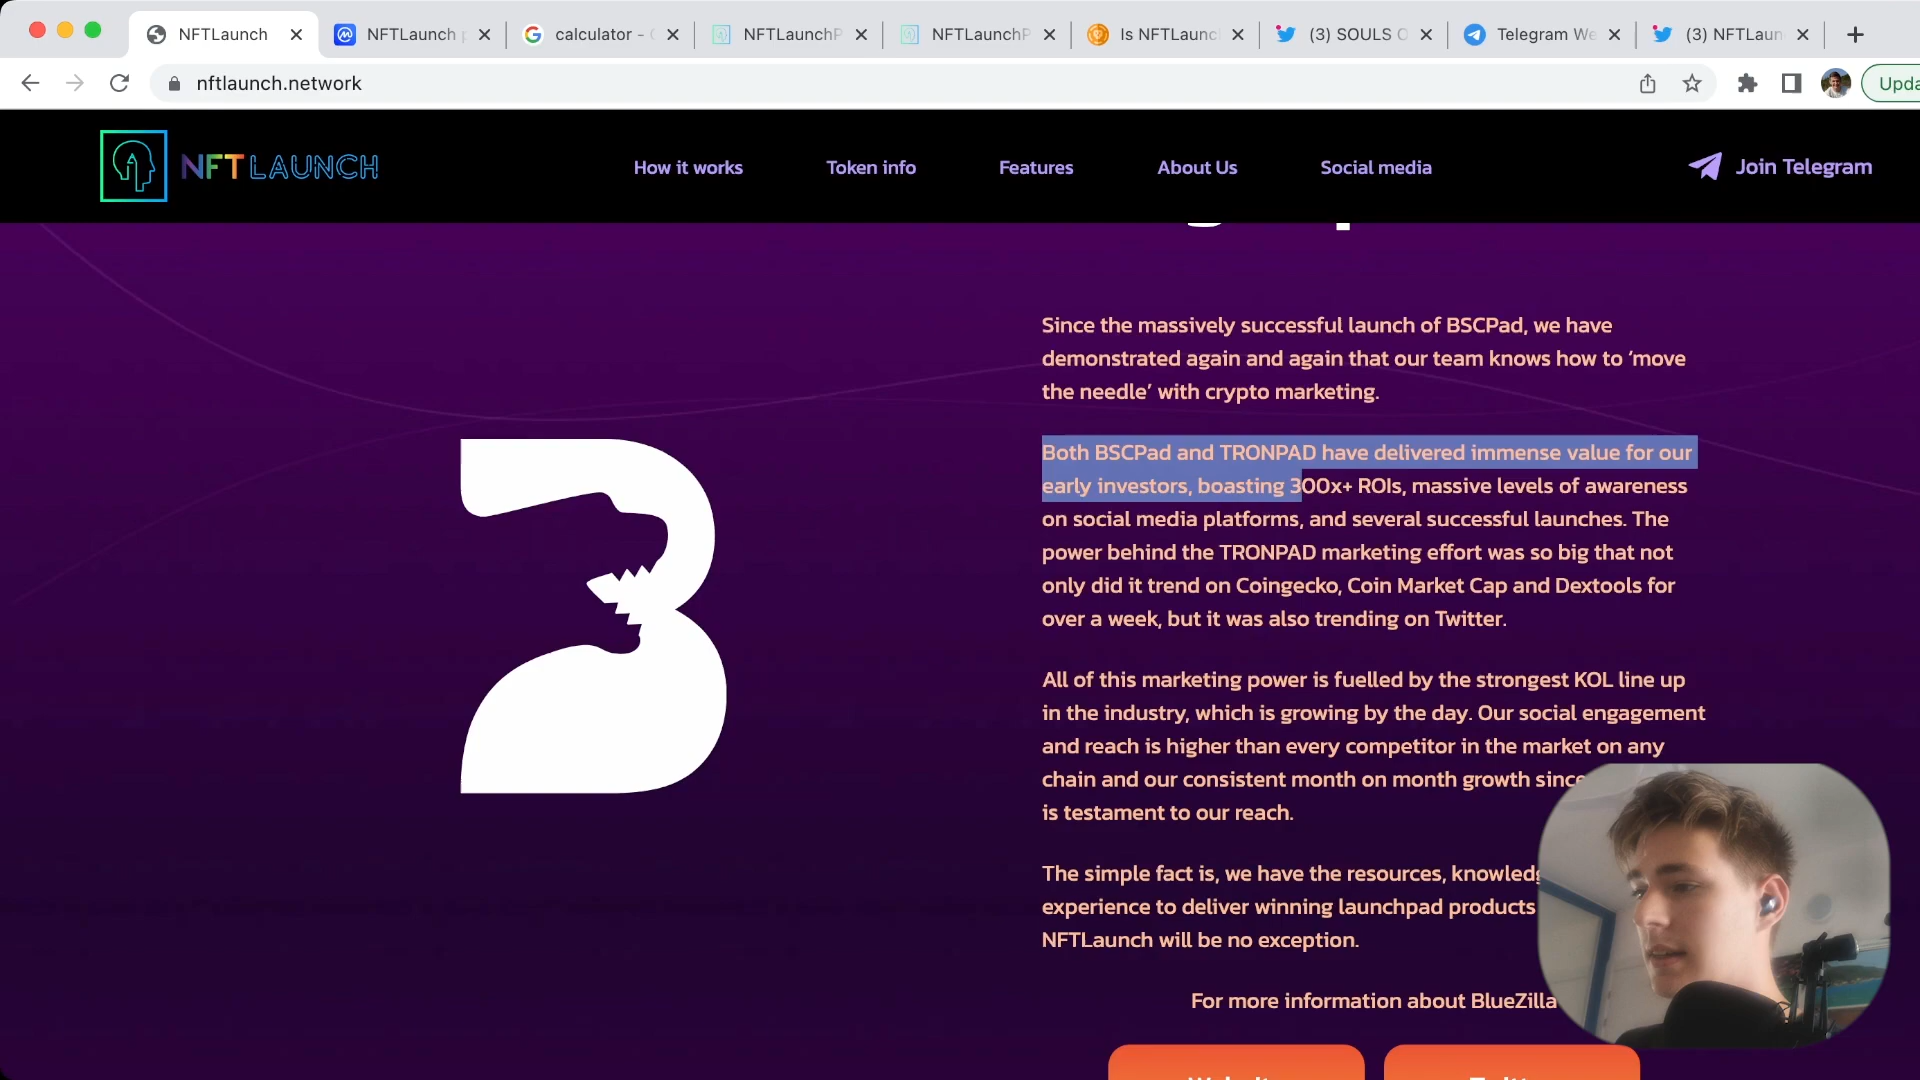 NFTLaunch
NFTLaunch p
calculator - G
NFTLaunchP
NFTLaunchP
Is NFTLaunc
(3) SOULS O
Telegram We
(3) NFTLaun
nftlaunch.network
Upda
NFT LAUNCH
How it works
Token info
Features
About Us
Social media
Join Telegram
Since the massively successful launch of BSCPad, we have
demonstrated again and again that our team knows how to ‘move
the needle’ with crypto marketing.
Both BSCPad and TRONPAD have delivered immense value for our
early investors, boasting 300x+ ROIs, massive levels of awareness
on social media platforms, and several successful launches. The
power behind the TRONPAD marketing effort was so big that not
only did it trend on Coingecko, Coin Market Cap and Dextools for
over a week, but it was also trending on Twitter.
All of this marketing power is fuelled by the strongest KOL line up
in the industry, which is growing by the day. Our social engagement
and reach is higher than every competitor in the market on any
chain and our consistent month on month growth since
is testament to our reach.
The simple fact is, we have the resources, knowledg
experience to deliver winning launchpad products
NFTLaunch will be no exception.
For more information about BlueZilla